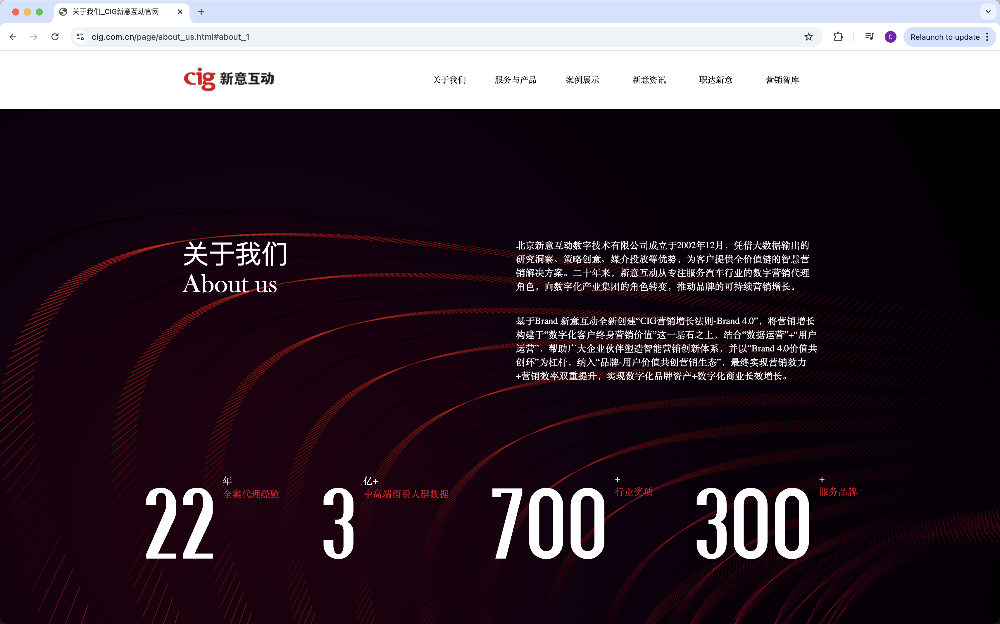 关于我们_CIG新意互动官网
cig.com.cn/page/about_us.html#about_1
C
Relaunch to update
cig 新意互动
关于我们 服务与产品 案例展示 新意资讯 职达新意 营销智库
关于我们
About us
北京新意互动数字技术有限公司成立于2002年12月，凭借大数据输出的
研究洞察、策略创意、媒介投放等优势，为客户提供全价值链的智慧营
销解决方案。二十年来，新意互动从专注服务汽车行业的数字营销代理
角色，向数字化产业集团的角色转变，推动品牌的可持续营销增长。
基于Brand 新意互动全新创建“CIG营销增长法则-Brand 4.0”，将营销增长
构建于“数字化客户终身营销价值”这一基石之上，结合“数据运营”+“用户
运营”，帮助广大企业伙伴塑造智能营销创新体系，并以“Brand 4.0价值共
创环”为杠杆，纳入“品牌-用户价值共创营销生态”，最终实现营销效力
+营销效率双重提升，实现数字化品牌资产+数字化商业长效增长。
22 年
全案代理经验
3 亿+
中高端消费人群数据
700 +
行业奖项
300 +
服务品牌